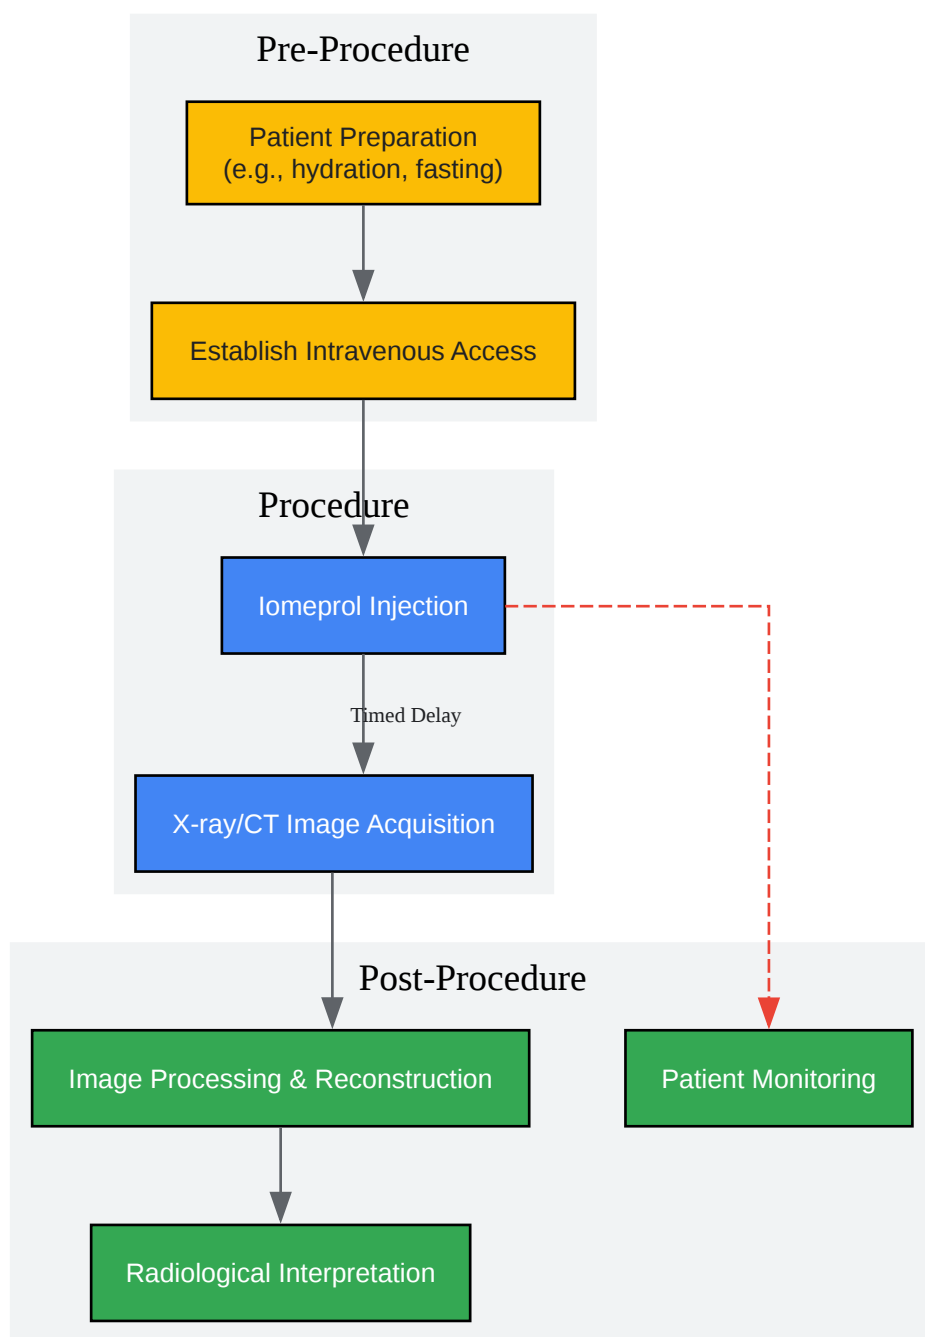 Pre-Procedure
Patient Preparation
(e.g., hydration, fasting)
Establish Intravenous Access
Procedure
Iomeprol Injection
Timed Delay
X-ray/CT Image Acquisition
Post-Procedure
Image Processing & Reconstruction
Patient Monitoring
Radiological Interpretation